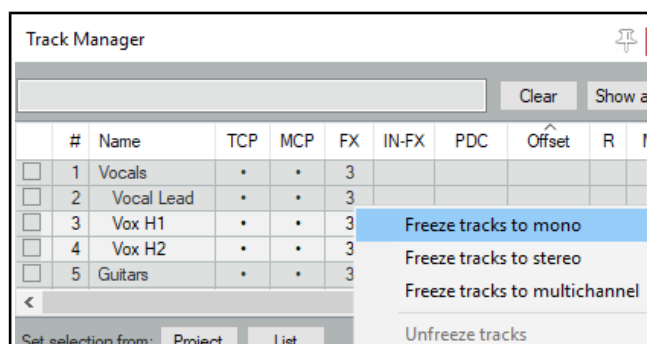 Track Manager
Clear Show a
# Name TCP MCP FX IN-FX PDC Offset R
1 Vocals • • 3
2 Vocal Lead • • 3
3 Vox H1 • • 3 Freeze tracks to mono
4 Vox H2 • • 3 Freeze tracks to stereo
5 Guitars • • 3 Freeze tracks to multichannel
Set selection from: Project List Unfreeze tracks